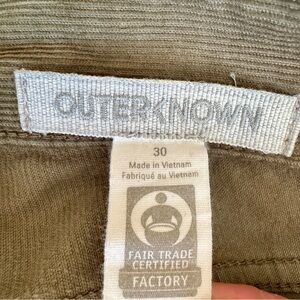 OUTERKNOWN
30
Made in Vietnam
Fabriqué au Vietnam
FAIR TRADE
CERTIFIED
FACTORY